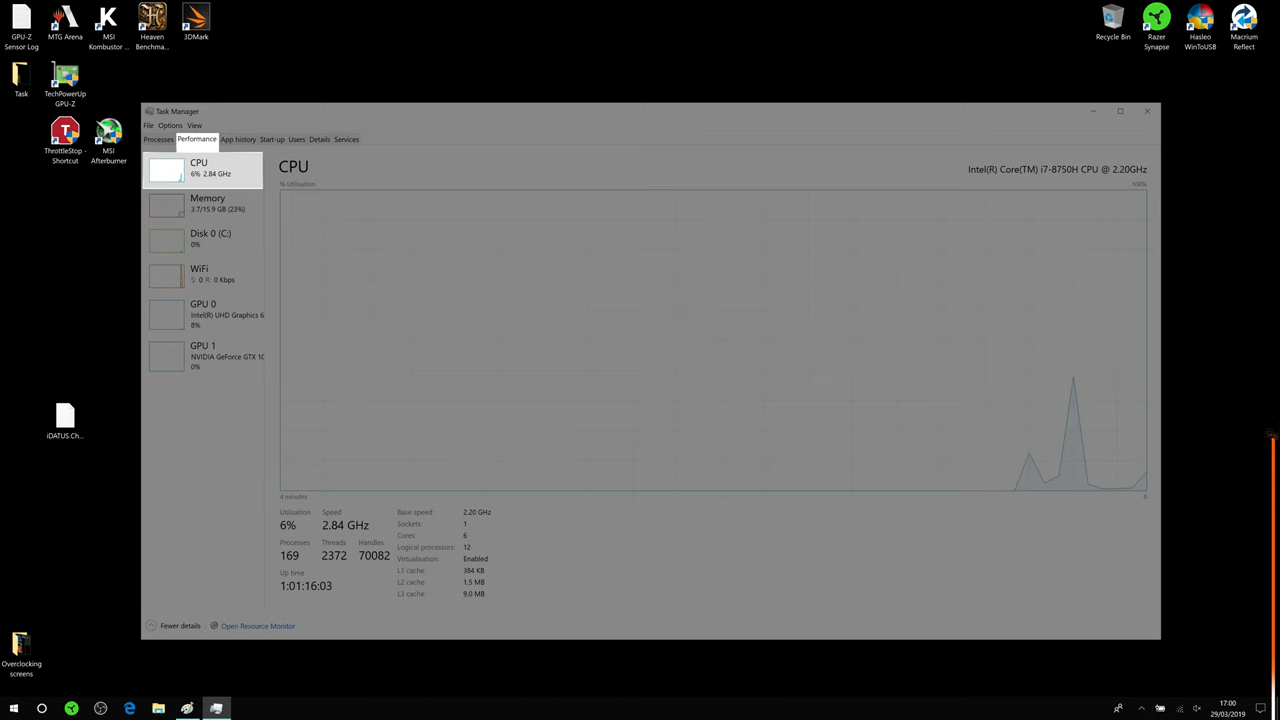 GPU-Z
Sensor Log
MTG Arena
MSI
Kombustor ...
Heaven
Benchma...
3DMark
Recycle Bin
Razer
Synapse
Hasleo
WinToUSB
Macrium
Reflect
Task
TechPowerUp
GPU-Z
ThrottleStop -
Shortcut
MSI
Afterburner
iDATUS.Ch...
Overclocking
screens
Task Manager
File Options View
Processes Performance App history Start-up Users Details Services
CPU
6% 2.84 GHz
Memory
3.7/15.9 GB (23%)
Disk 0 (C:)
0%
WiFi
S: 0 R: 0 Kbps
GPU 0
Intel(R) UHD Graphics 6
8%
GPU 1
NVIDIA GeForce GTX 10
0%
CPU
Intel(R) Core(TM) i7-8750H CPU @ 2.20GHz
% Utilisation 100%
4 minutes 0
Utilisation Speed
6% 2.84 GHz
Processes Threads Handles
169 2372 70082
Up time
1:01:16:03
Base speed: 2.20 GHz
Sockets: 1
Cores: 6
Logical processors: 12
Virtualisation: Enabled
L1 cache: 384 KB
L2 cache: 1.5 MB
L3 cache: 9.0 MB
Fewer details Open Resource Monitor
17:00
29/03/2019